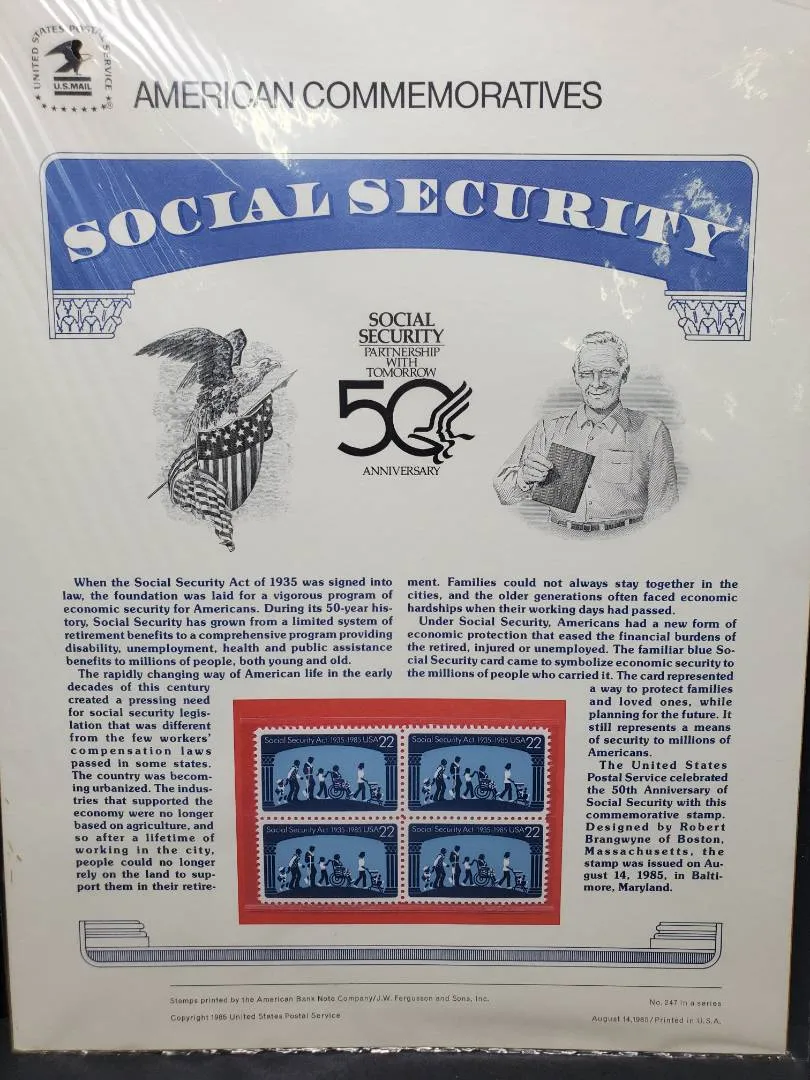 UNITED STATES POSTAL SERVICE
U.S.MAIL
®
AMERICAN COMMEMORATIVES
SOCIAL SECURITY
SOCIAL
SECURITY
PARTNERSHIP
WITH
TOMORROW
50
ANNIVERSARY
When the Social Security Act of 1935 was signed into
law, the foundation was laid for a vigorous program of
economic security for Americans. During its 50-year his-
tory, Social Security has grown from a limited system of
retirement benefits to a comprehensive program providing
disability, unemployment, health and public assistance
benefits to millions of people, both young and old.
The rapidly changing way of American life in the early
decades of this century
created a pressing need
for social security legis-
lation that was different
from the few workers'
compensation laws
passed in some states.
The country was becom-
ing urbanized. The indus-
tries that supported the
economy were no longer
based on agriculture, and
so after a lifetime of
working in the city,
people could no longer
rely on the land to sup-
port them in their retire-
ment. Families could not always stay together in the
cities, and the older generations often faced economic
hardships when their working days had passed.
Under Social Security, Americans had a new form of
economic protection that eased the financial burdens of
the retired, injured or unemployed. The familiar blue So-
cial Security card came to symbolize economic security to
the millions of people who carried it. The card represented
a way to protect families
and loved ones, while
planning for the future. It
still represents a means
of security to millions of
Americans.
The United States
Postal Service celebrated
the 50th Anniversary of
Social Security with this
commemorative stamp.
Designed by Robert
Brangwyne of Boston,
Massachusetts, the
stamp was issued on Au-
gust 14, 1985, in Balti-
more, Maryland.
Social Security Act 1935-1985 USA 22
Social Security Act 1935-1985 USA 22
Social Security Act 1935-1985 USA 22
Social Security Act 1935-1985 USA 22
Stamps printed by the American Bank Note Company/J.W. Fergusson and Sons, Inc.
Copyright 1985 United States Postal Service
No. 247 in a series
August 14, 1985/Printed in U.S.A.